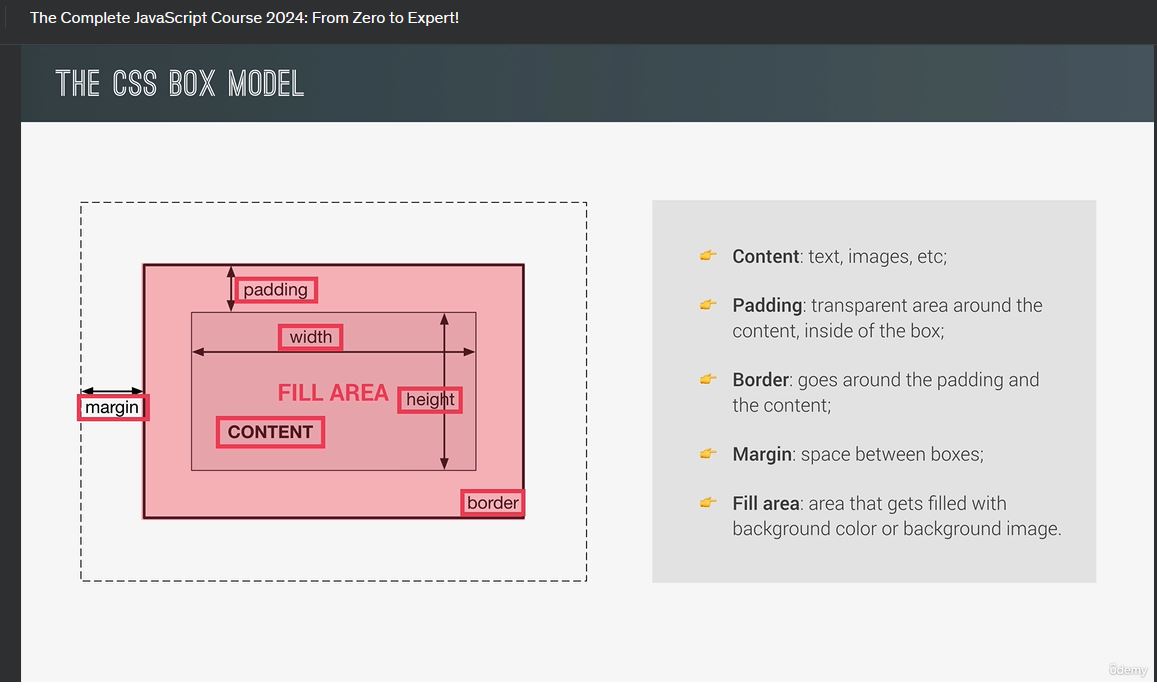 The Complete JavaScript Course 2024: From Zero to Expert!
THE CSS BOX MODEL
padding
width
FILL AREA
height
margin
CONTENT
border
Content: text, images, etc;
Padding: transparent area around the
content, inside of the box;
Border: goes around the padding and
the content;
Margin: space between boxes;
Fill area: area that gets filled with
background color or background image.
ûdemy